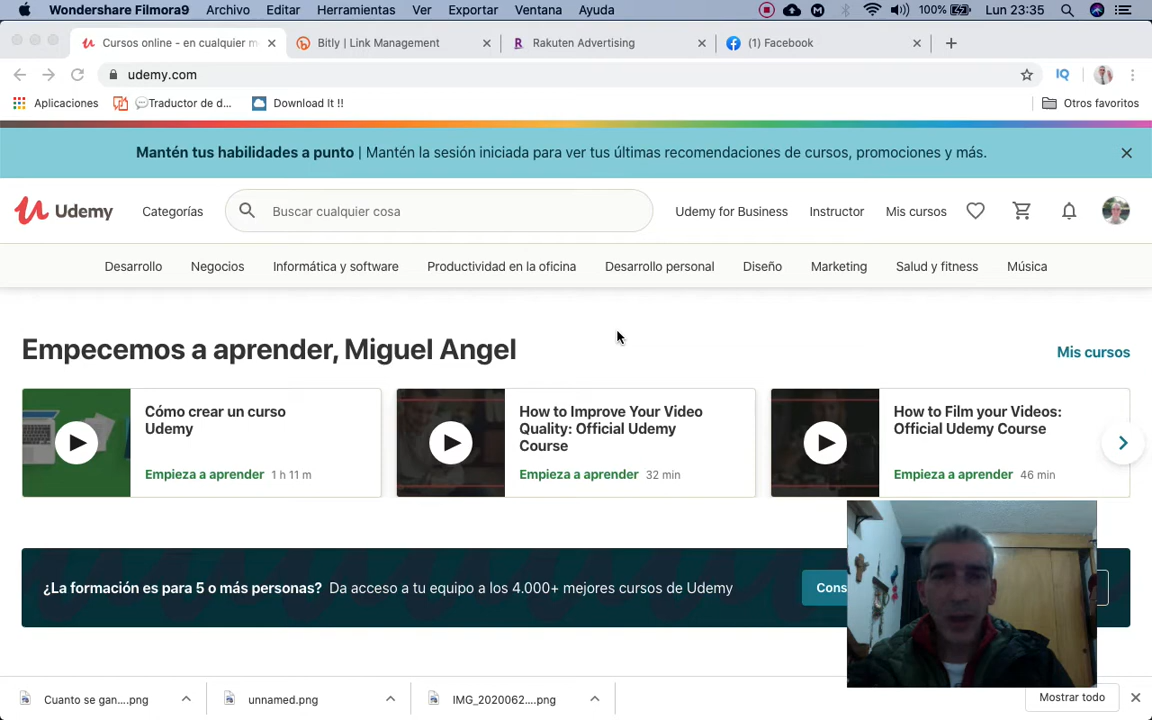 Wondershare Filmora9 Archivo Editar Herramientas Ver Exportar Ventana Ayuda 100% Lun 23:35
Cursos online - en cualquier m Bitly | Link Management Rakuten Advertising (1) Facebook
udemy.com IQ
Aplicaciones Traductor de d... Download It !! Otros favoritos
Mantén tus habilidades a punto | Mantén la sesión iniciada para ver tus últimas recomendaciones de cursos, promociones y más.
Udemy Categorías Buscar cualquier cosa Udemy for Business Instructor Mis cursos
Desarrollo Negocios Informática y software Productividad en la oficina Desarrollo personal Diseño Marketing Salud y fitness Música
Empecemos a aprender, Miguel Angel Mis cursos
Cómo crear un curso
Udemy
Empieza a aprender 1 h 11 m
How to Improve Your Video
Quality: Official Udemy
Course
Empieza a aprender 32 min
How to Film your Videos:
Official Udemy Course
Empieza a aprender 46 min
¿La formación es para 5 o más personas? Da acceso a tu equipo a los 4.000+ mejores cursos de Udemy Cons
Cuanto se gan....png unnamed.png IMG_2020062....png Mostrar todo